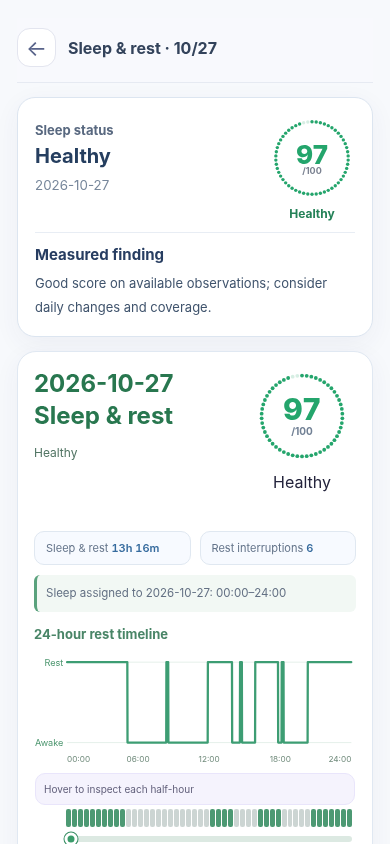 Sleep & rest · 10/27
Sleep status
Healthy
2026-10-27
97
/100
Healthy
Measured finding
Good score on available observations; consider
daily changes and coverage.
2026-10-27
Sleep & rest
Healthy
97
/100
Healthy
Sleep & rest 13h 16m
Rest interruptions 6
Sleep assigned to 2026-10-27: 00:00–24:00
24-hour rest timeline
Rest
Awake
00:00 06:00 12:00 18:00 24:00
Hover to inspect each half-hour